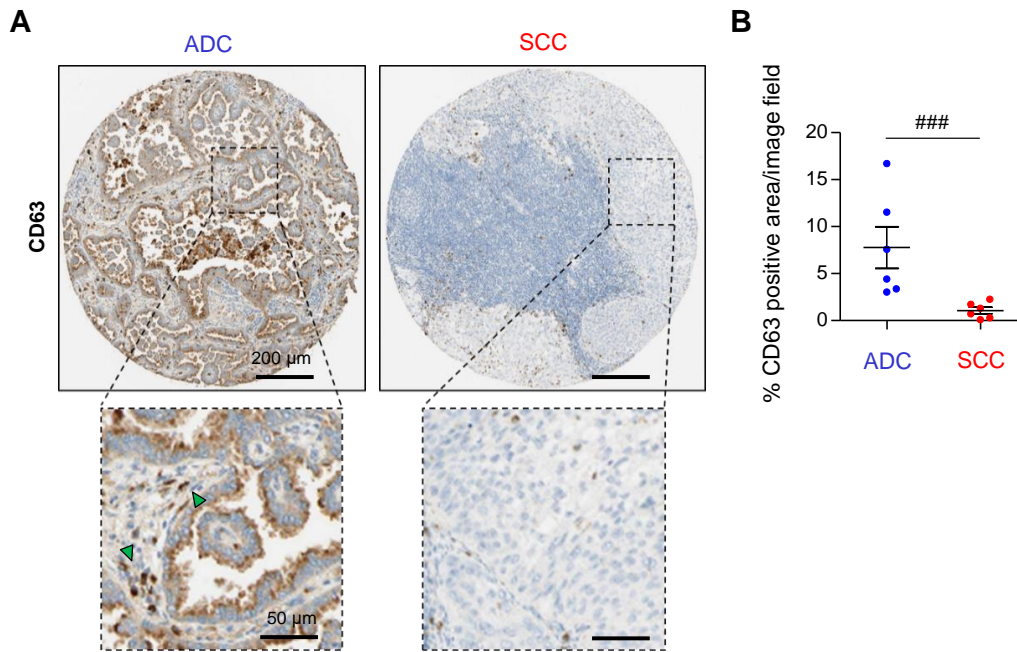 A
ADC
SCC
CD63
200 µm
50 µm
B
% CD63 positive area/image field
###
20
15
10
5
0
ADC
SCC